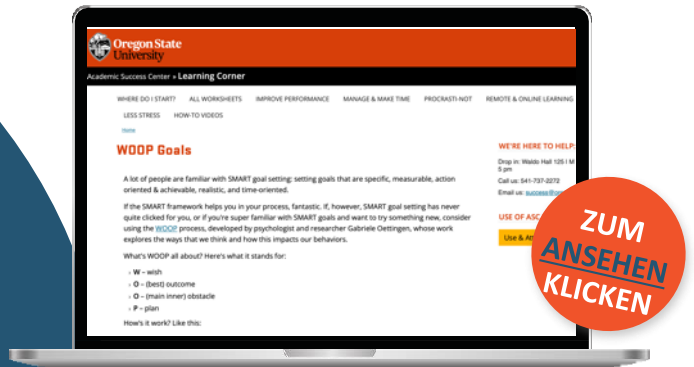 Oregon State
University
Academic Success Center » Learning Corner
WHERE DO I START? ALL WORKSHEETS IMPROVE PERFORMANCE MANAGE & MAKE TIME PROCRASTI-NOT REMOTE & ONLINE LEARNING
LESS STRESS HOW-TO VIDEOS
Home
WOOP Goals
A lot of people are familiar with SMART goal setting: setting goals that are specific, measurable, action
oriented & achievable, realistic, and time-oriented.
If the SMART framework helps you in your process, fantastic. If, however, SMART goal setting has never
quite clicked for you, or if you're super familiar with SMART goals and want to try something new, consider
using the WOOP process, developed by psychologist and researcher Gabriele Oettingen, whose work
explores the ways that we think and how this impacts our behaviors.
What's WOOP all about? Here's what it stands for:
W – wish
O – (best) outcome
O – (main inner) obstacle
P – plan
How's it work? Like this:
WE'RE HERE TO HELP:
Drop in: Waldo Hall 125 I M
5 pm
Call us: 541-737-2272
Email us:
USE OF ASC
Use &
ZUM
ANSEHEN
KLICKEN